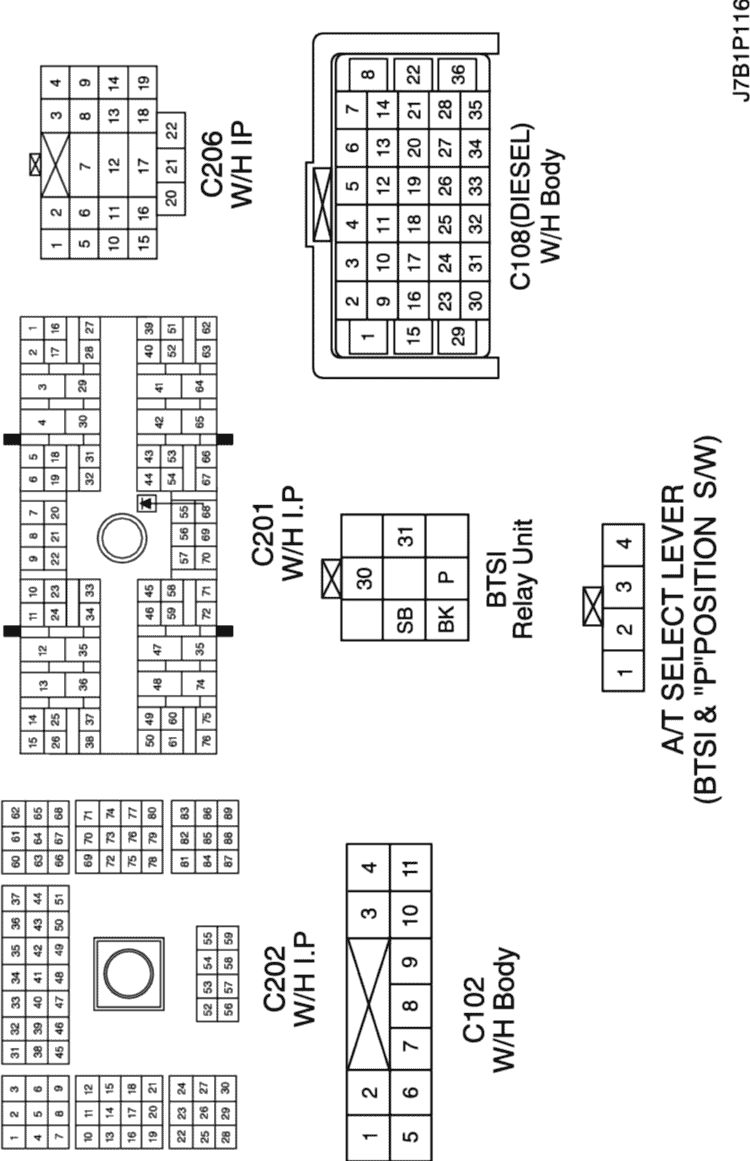 1 2 3
4 5 6
7 8 9
10 11 12
13 14 15
16 17 18
19 20 21
22 23 24
25 26 27
28 29 30
31 32 33 34 35 36 37
38 39 40 41 42 43 44
45 46 47 48 49 50 51
52 53 54 55
56 57 58 59
60 61 62
63 64 65
66 67 68
69 70 71
72 73 74
75 76 77
78 79 80
81 82 83
84 85 86
87 88 89
C202
W/H I.P
15 14 13 12 11 10 9 8 7 6 5 4 3 2 1
26 25 24 23 22 21 20 19 18 17 16
38 37 36 35 34 33 32 31 30 29 28 27
50 49 48 47 46 45 44 43 42 41 40 39
61 60 59 58 57 56 55 54 53 52 51
76 75 74 35 72 71 70 69 68 67 66 65 64 63 62
C201
W/H I.P
1 2 3 4
5 6 7 8 9
10 11 12 13 14
15 16 17 18 19
20 21 22
C206
W/H IP
1 2 3 4
5 6 7 8 9 10 11
C102
W/H Body
30
SB 31
BK P
BTSI
Relay Unit
1 2 3 4 5 6 7 8
9 10 11 12 13 14
15 16 17 18 19 20 21 22
23 24 25 26 27 28
29 30 31 32 33 34 35 36
C108(DIESEL)
W/H Body
1 2 3 4
A/T SELECT LEVER
(BTSI & "P"POSITION S/W)
J7B1P116